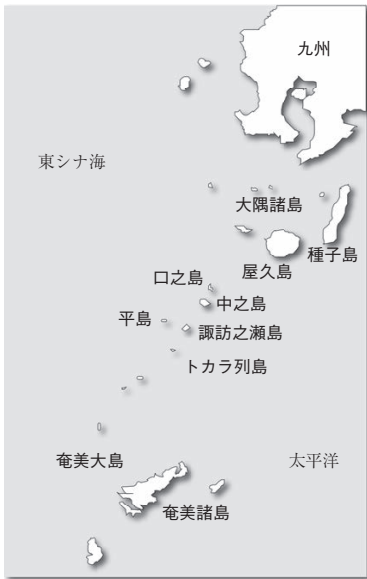 九州
東シナ海
大隅諸島
種子島
屋久島
口之島
中之島
平島
諏訪之瀬島
トカラ列島
奄美大島
太平洋
奄美諸島